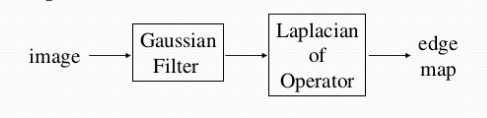 image
Gaussian
Filter
Laplacian
of
Operator
edge
map